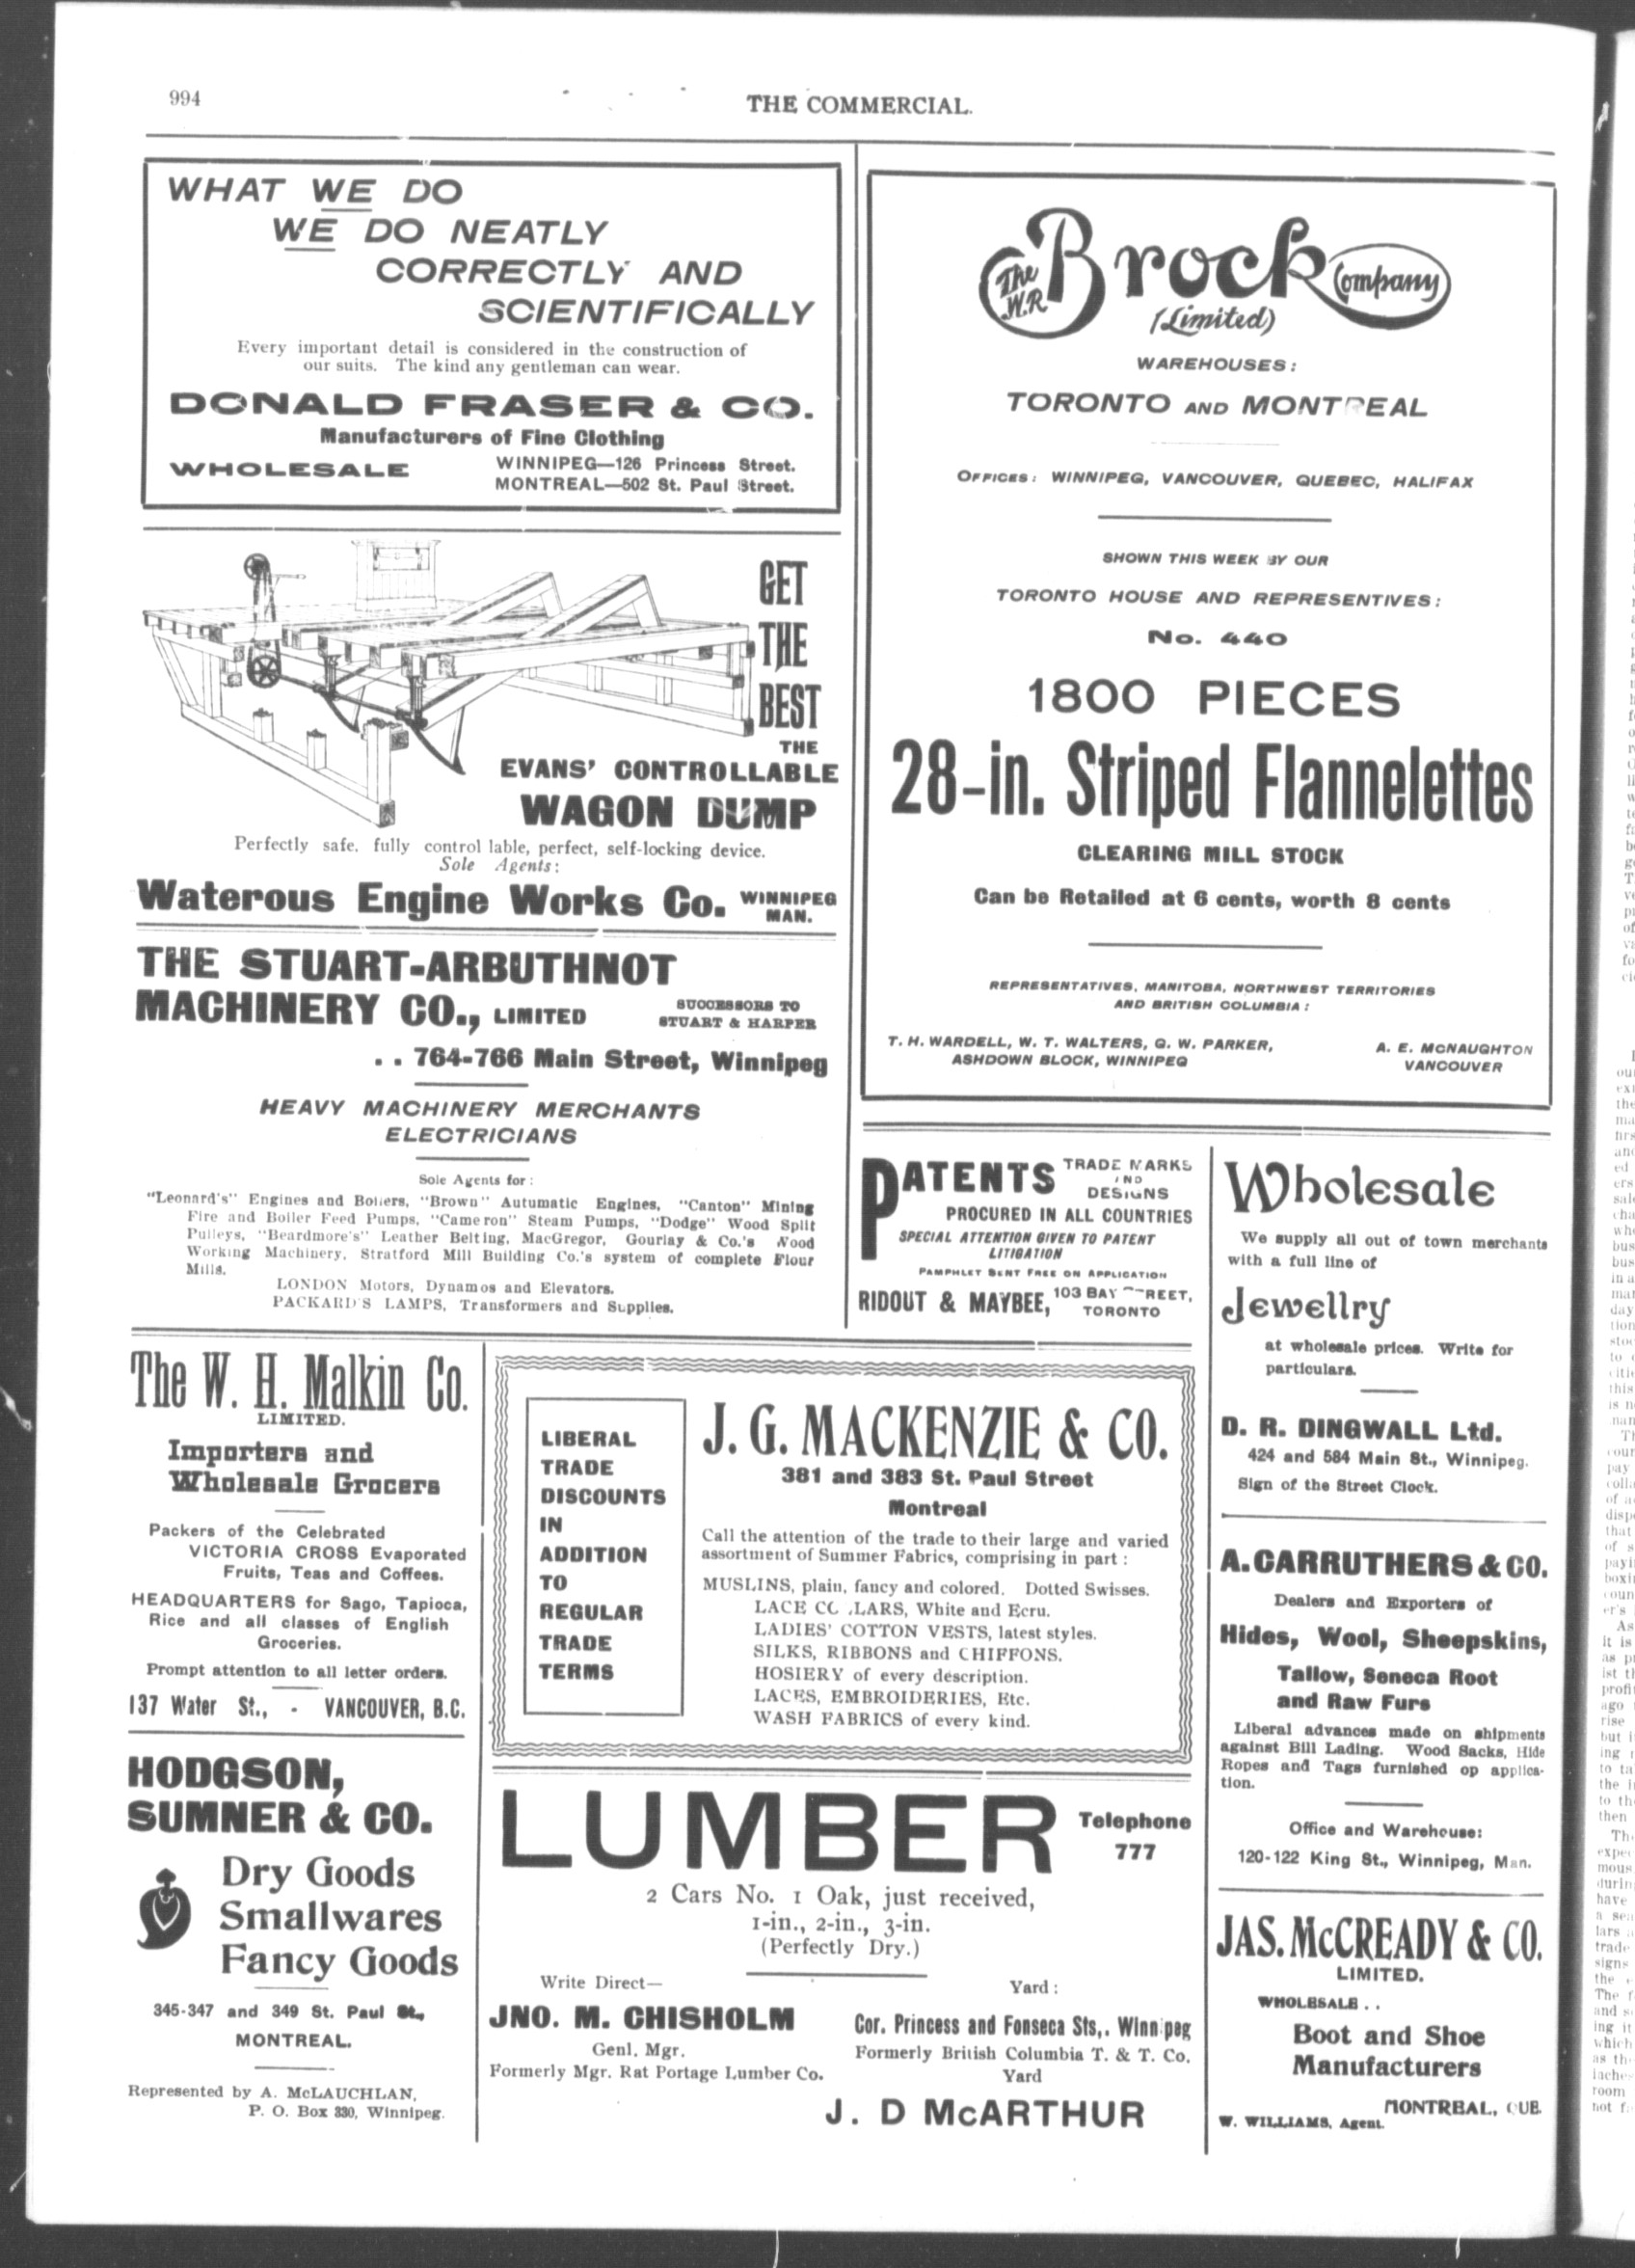 994
THE COMMERCIAL.
WHAT WE DO
WE DO NEATLY
CORRECTLY AND
SCIENTIFICALLY
Every important detail is considered in the construction of
our suits. The kind any gentleman can wear.
DONALD FRASER & CO.
Manufacturers of Fine Clothing
WHOLESALE
WINNIPEG—126 Princess Street.
MONTREAL—502 St. Paul Street.
GET
THE
BEST
THE
EVANS' CONTROLLABLE
WAGON DUMP
Perfectly safe, fully control lable, perfect, self-locking device.
Sole Agents:
Waterous Engine Works Co. WINNIPEG
MAN.
THE STUART-ARBUTHNOT
MACHINERY CO., LIMITED
SUCCESSORS TO
STUART & HARPER
. . 764-766 Main Street, Winnipeg
HEAVY MACHINERY MERCHANTS
ELECTRICIANS
Sole Agents for:
"Leonard's" Engines and Boilers, "Brown" Autumatic Engines, "Canton" Mining
Fire and Boiler Feed Pumps, "Cameron" Steam Pumps, "Dodge" Wood Split
Pulleys, "Beardmore's" Leather Belting, MacGregor, Gourlay & Co.'s Wood
Working Machinery, Stratford Mill Building Co.'s system of complete Flour
Mills.
LONDON Motors, Dynamos and Elevators.
PACKARD'S LAMPS, Transformers and Supplies.
The W.R. Brock Company
(Limited)
WAREHOUSES:
TORONTO AND MONTREAL
OFFICES: WINNIPEG, VANCOUVER, QUEBEC, HALIFAX
SHOWN THIS WEEK BY OUR
TORONTO HOUSE AND REPRESENTIVES:
No. 440
1800 PIECES
28-in. Striped Flannelettes
CLEARING MILL STOCK
Can be Retailed at 6 cents, worth 8 cents
REPRESENTATIVES, MANITOBA, NORTHWEST TERRITORIES
AND BRITISH COLUMBIA:
T. H. WARDELL, W. T. WALTERS, G. W. PARKER,
ASHDOWN BLOCK, WINNIPEG
A. E. McNAUGHTON
VANCOUVER
PATENTS
TRADE MARKS
AND
DESIGNS
PROCURED IN ALL COUNTRIES
SPECIAL ATTENTION GIVEN TO PATENT
LITIGATION
PAMPHLET SENT FREE ON APPLICATION
RIDOUT & MAYBEE,
103 BAY STREET,
TORONTO
Wholesale
We supply all out of town merchants
with a full line of
Jewellry
at wholesale prices. Write for
particulars.
D. R. DINGWALL Ltd.
424 and 584 Main St., Winnipeg.
Sign of the Street Clock.
The W. H. Malkin Co.
LIMITED.
Importers and
Wholesale Grocers
Packers of the Celebrated
VICTORIA CROSS Evaporated
Fruits, Teas and Coffees.
HEADQUARTERS for Sago, Tapioca,
Rice and all classes of English
Groceries.
Prompt attention to all letter orders.
137 Water St., - VANCOUVER, B.C.
LIBERAL
TRADE
DISCOUNTS
IN
ADDITION
TO
REGULAR
TRADE
TERMS
J. G. MACKENZIE & CO.
381 and 383 St. Paul Street
Montreal
Call the attention of the trade to their large and varied
assortment of Summer Fabrics, comprising in part:
MUSLINS, plain, fancy and colored. Dotted Swisses.
LACE COLLARS, White and Ecru.
LADIES' COTTON VESTS, latest styles.
SILKS, RIBBONS and CHIFFONS.
HOSIERY of every description.
LACES, EMBROIDERIES, Etc.
WASH FABRICS of every kind.
A. CARRUTHERS & CO.
Dealers and Exporters of
Hides, Wool, Sheepskins,
Tallow, Seneca Root
and Raw Furs
Liberal advances made on shipments
against Bill Lading. Wood Sacks, Hide
Ropes and Tags furnished op applica-
tion.
Office and Warehouse:
120-122 King St., Winnipeg, Man.
HODGSON,
SUMNER & CO.
Dry Goods
Smallwares
Fancy Goods
345-347 and 349 St. Paul St.,
MONTREAL.
Represented by A. McLAUCHLAN,
P. O. Box 330, Winnipeg.
LUMBER
Telephone
777
2 Cars No. 1 Oak, just received,
1-in., 2-in., 3-in.
(Perfectly Dry.)
Write Direct—
JNO. M. CHISHOLM
Genl. Mgr.
Formerly Mgr. Rat Portage Lumber Co.
Yard:
Cor. Princess and Fonseca Sts,. Winnipeg
Formerly British Columbia T. & T. Co.
Yard
J. D McARTHUR
JAS. McCREADY & CO.
LIMITED.
WHOLESALE . .
Boot and Shoe
Manufacturers
MONTREAL, QUE.
W. WILLIAMS, Agent.